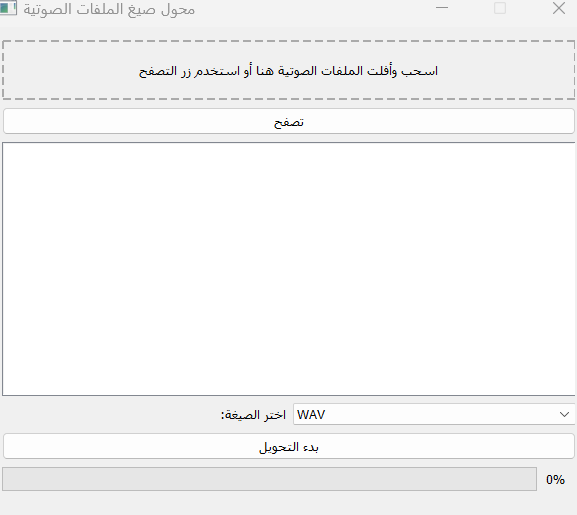 محول صيغ الملفات الصوتية
اسحب وأفلت الملفات الصوتية هنا أو استخدم زر التصفح
تصفح
اختر الصيغة: WAV
بدء التحويل
0%